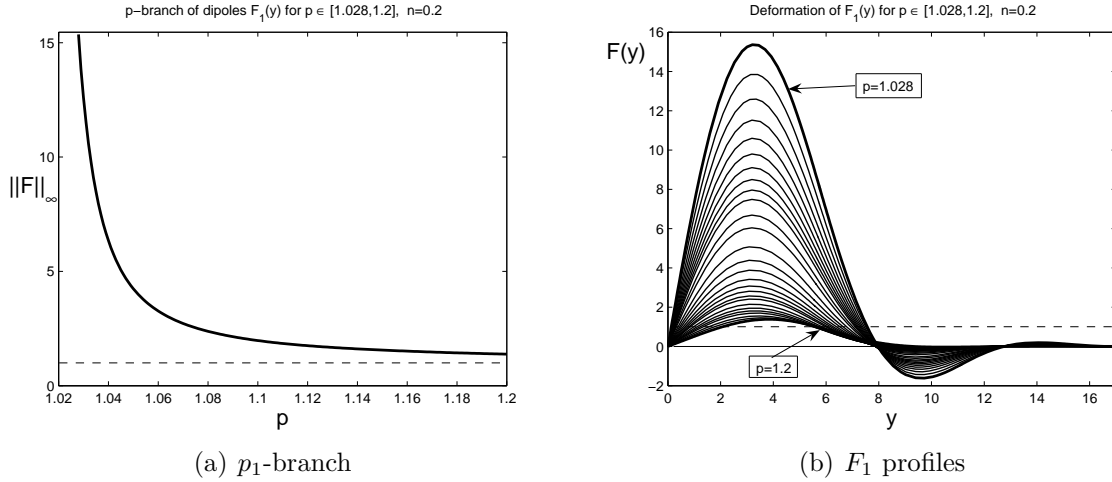 p−branch of dipoles F₁(y) for p ∈ [1.028,1.2], n=0.2
15
10
5
0
||F||∞
1.02 1.04 1.06 1.08 1.1 1.12 1.14 1.16 1.18 1.2
p
(a) p₁-branch
Deformation of F₁(y) for p ∈ [1.028,1.2], n=0.2
F(y)
16
14
12
10
8
6
4
2
0
−2
p=1.028
p=1.2
0 2 4 6 8 10 12 14 16
y
(b) F₁ profiles